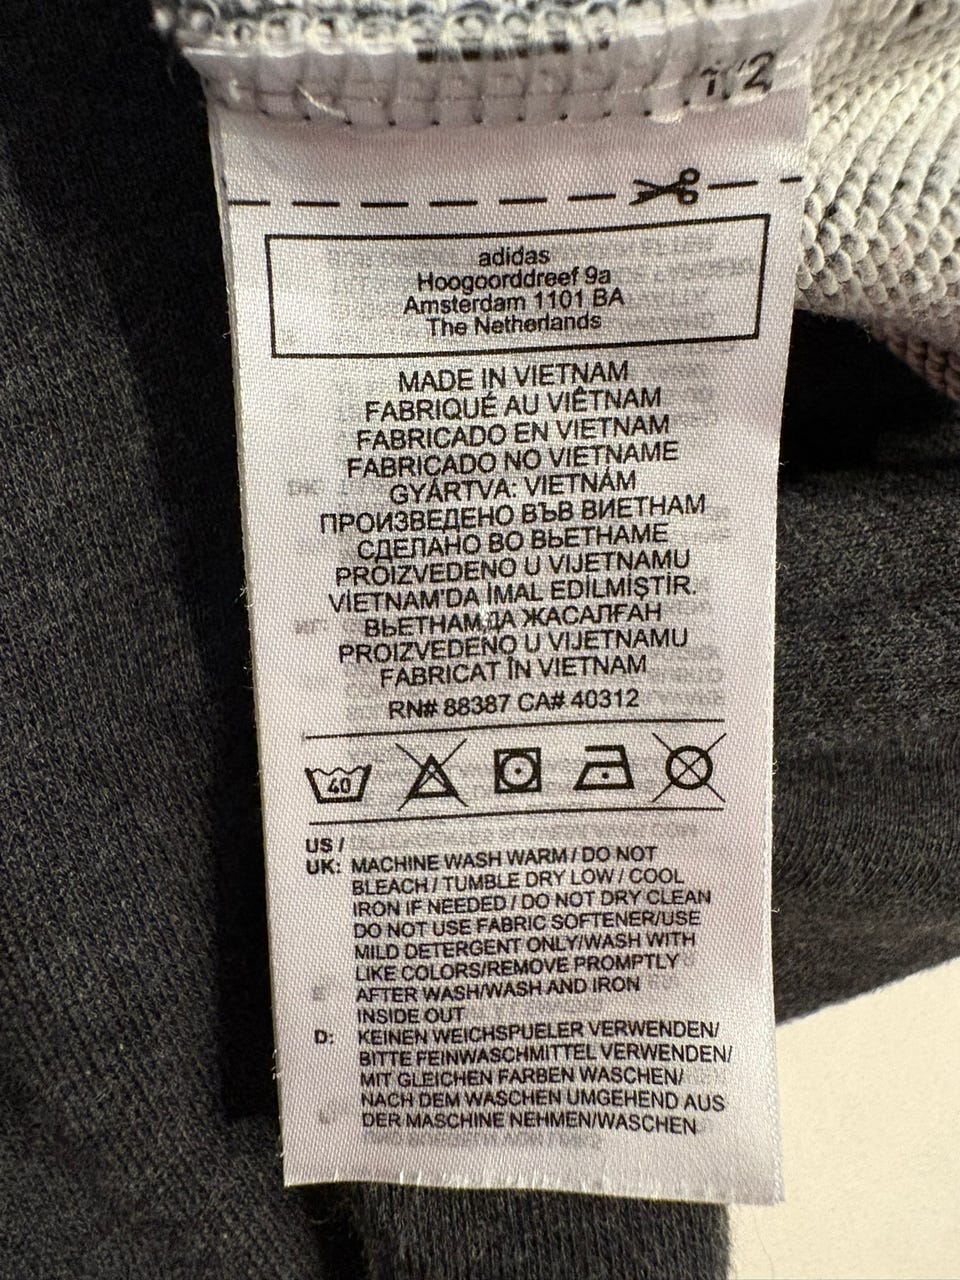 1/2
adidas
Hoogoorddreef 9a
Amsterdam 1101 BA
The Netherlands
MADE IN VIETNAM
FABRIQUÉ AU VIÊTNAM
FABRICADO EN VIETNAM
FABRICADO NO VIETNAME
GYÁRTVA: VIETNÁM
ПРОИЗВЕДЕНО ВЪВ ВИЕТНАМ
СДЕЛАНО ВО ВЬЕТНАМЕ
PROIZVEDENO U VIJETNAMU
VİETNAM'DA İMAL EDİLMİŞTİR.
ВЬЕТНАМДА ЖАСАЛҒАН
PROIZVEDENO U VIJETNAMU
FABRICAT ÎN VIETNAM
RN# 88387 CA# 40312
40
US /
UK: MACHINE WASH WARM / DO NOT
BLEACH / TUMBLE DRY LOW / COOL
IRON IF NEEDED / DO NOT DRY CLEAN
DO NOT USE FABRIC SOFTENER/USE
MILD DETERGENT ONLY/WASH WITH
LIKE COLORS/REMOVE PROMPTLY
AFTER WASH/WASH AND IRON
INSIDE OUT
D: KEINEN WEICHSPUELER VERWENDEN/
BITTE FEINWASCHMITTEL VERWENDEN/
MIT GLEICHEN FARBEN WASCHEN/
NACH DEM WASCHEN UMGEHEND AUS
DER MASCHINE NEHMEN/WASCHEN